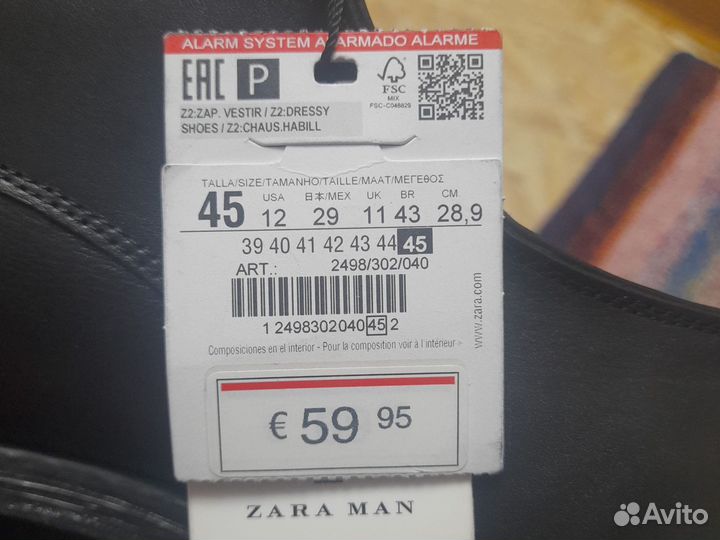 ALARM SYSTEM ALARMADO ALARME
EAC P
FSC
MIX
FSC-C046829
Z2:ZAP. VESTIR / Z2:DRESSY
SHOES / Z2:CHAUS.HABILL
TALLA/SIZE/TAMANHO/TAILLE/MAAT/ΜΕΓΕΘΟΣ
45 USA 12 日本/MEX 29 UK 11 BR 43 CM 28,9
39 40 41 42 43 44 45
ART.: 2498/302/040
1 2498302040 45 2
www.zara.com
Composiciones en el interior - Pour la composition voir à l'intérieur >
€ 59 95
ZARA MAN
Avito